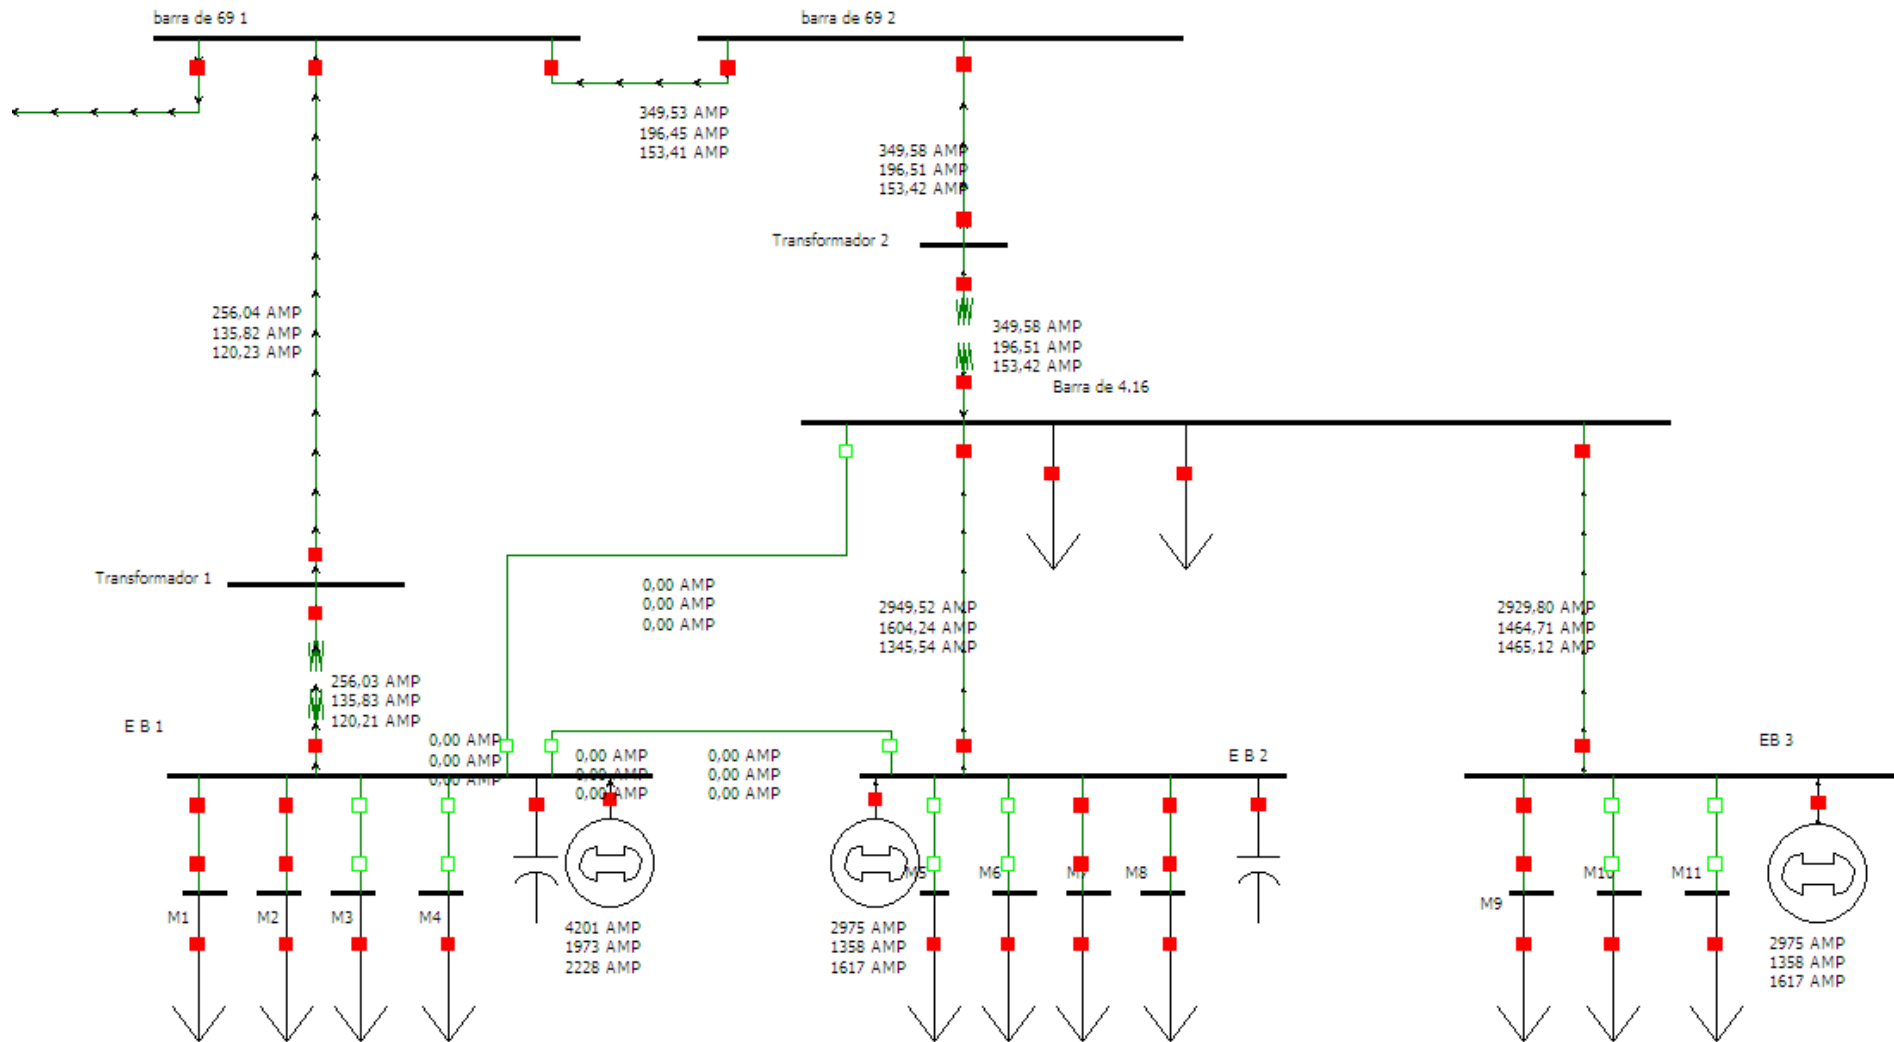 barra de 69 1
barra de 69 2
349,53 AMP
196,45 AMP
153,41 AMP
349,58 AMP
196,51 AMP
153,42 AMP
Transformador 2
256,04 AMP
135,82 AMP
120,23 AMP
349,58 AMP
196,51 AMP
153,42 AMP
Barra de 4.16
Transformador 1
0,00 AMP
0,00 AMP
0,00 AMP
2949,52 AMP
1604,24 AMP
1345,54 AMP
2929,80 AMP
1464,71 AMP
1465,12 AMP
256,03 AMP
135,83 AMP
120,21 AMP
E B 1
0,00 AMP
0,00 AMP
0,00 AMP
0,00 AMP
0,00 AMP
0,00 AMP
0,00 AMP
0,00 AMP
0,00 AMP
E B 2
EB 3
M1
M2
M3
M4
M5
M6
M7
M8
M9
M10
M11
4201 AMP
1973 AMP
2228 AMP
2975 AMP
1358 AMP
1617 AMP
2975 AMP
1358 AMP
1617 AMP